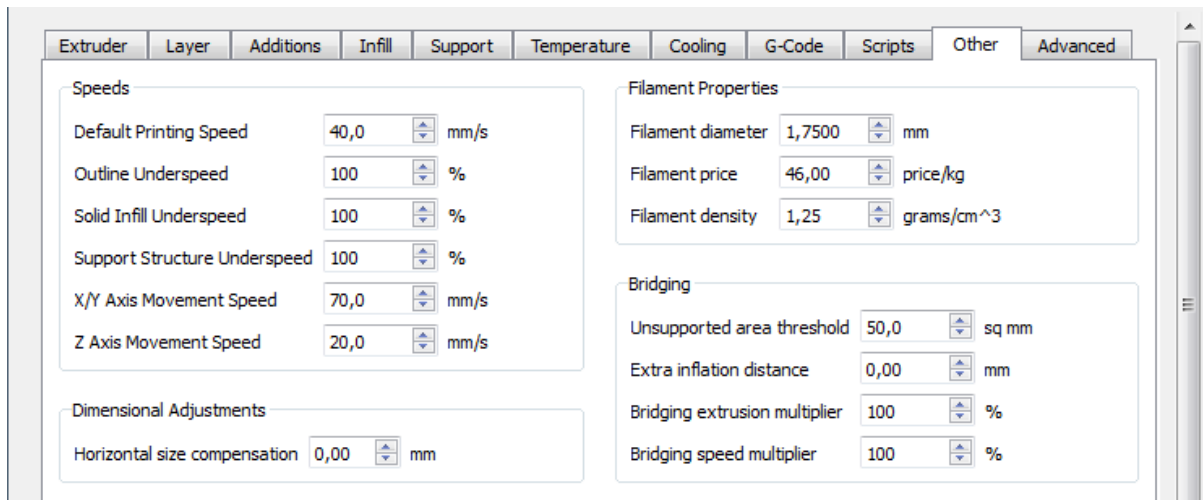 Extruder Layer Additions Infill Support Temperature Cooling G-Code Scripts Other Advanced
Speeds
Default Printing Speed 40,0 mm/s
Outline Underspeed 100 %
Solid Infill Underspeed 100 %
Support Structure Underspeed 100 %
X/Y Axis Movement Speed 70,0 mm/s
Z Axis Movement Speed 20,0 mm/s
Dimensional Adjustments
Horizontal size compensation 0,00 mm
Filament Properties
Filament diameter 1,7500 mm
Filament price 46,00 price/kg
Filament density 1,25 grams/cm^3
Bridging
Unsupported area threshold 50,0 sq mm
Extra inflation distance 0,00 mm
Bridging extrusion multiplier 100 %
Bridging speed multiplier 100 %